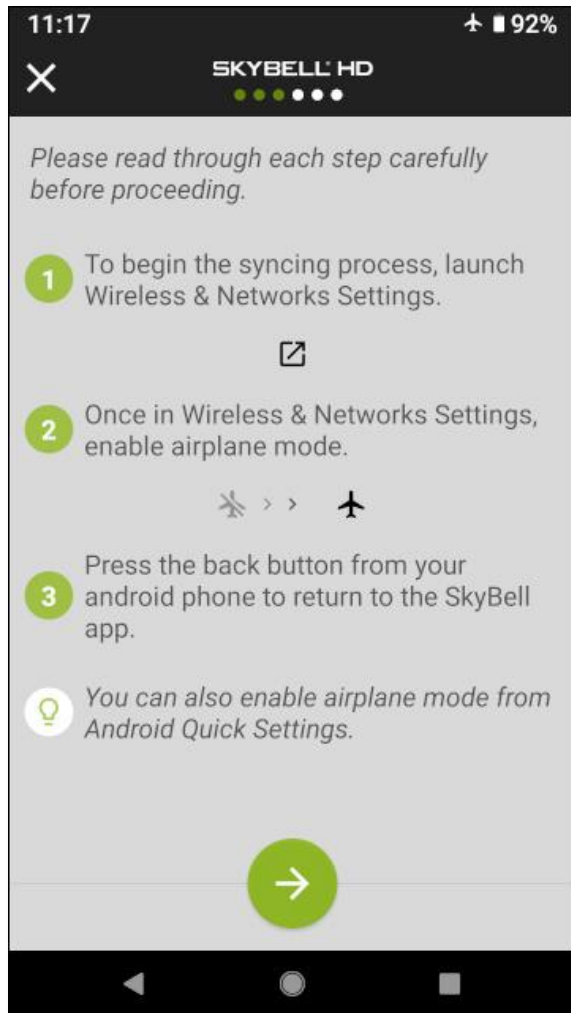 11:17
92%
SKYBELL HD
Please read through each step carefully
before proceeding.
1
To begin the syncing process, launch
Wireless & Networks Settings.
2
Once in Wireless & Networks Settings,
enable airplane mode.
3
Press the back button from your
android phone to return to the SkyBell
app.
You can also enable airplane mode from
Android Quick Settings.